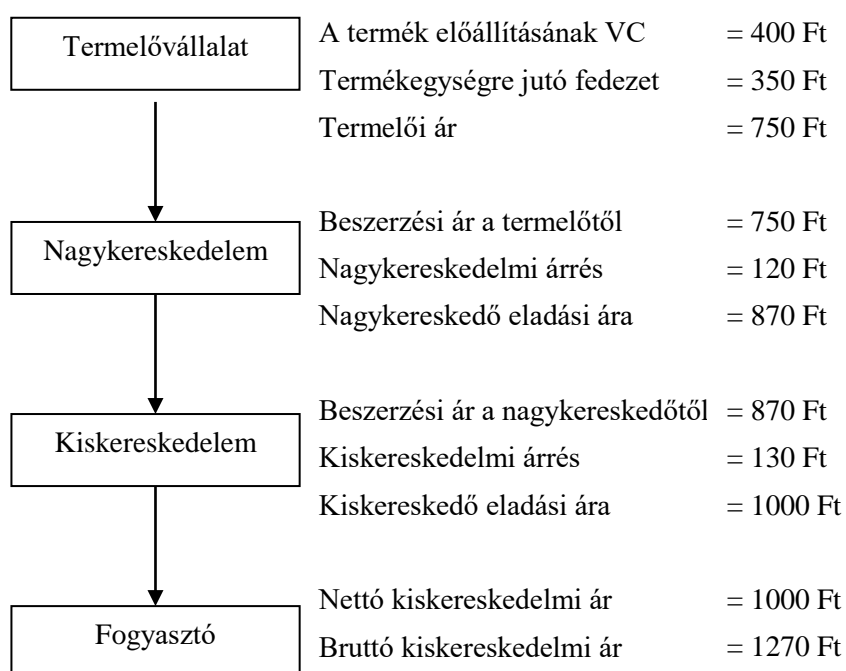 Termelővállalat
A termék előállításának VC = 400 Ft
Termékegységre jutó fedezet = 350 Ft
Termelői ár = 750 Ft
Nagykereskedelem
Beszerzési ár a termelőtől = 750 Ft
Nagykereskedelmi árrés = 120 Ft
Nagykereskedő eladási ára = 870 Ft
Kiskereskedelem
Beszerzési ár a nagykereskedőtől = 870 Ft
Kiskereskedelmi árrés = 130 Ft
Kiskereskedő eladási ára = 1000 Ft
Fogyasztó
Nettó kiskereskedelmi ár = 1000 Ft
Bruttó kiskereskedelmi ár = 1270 Ft